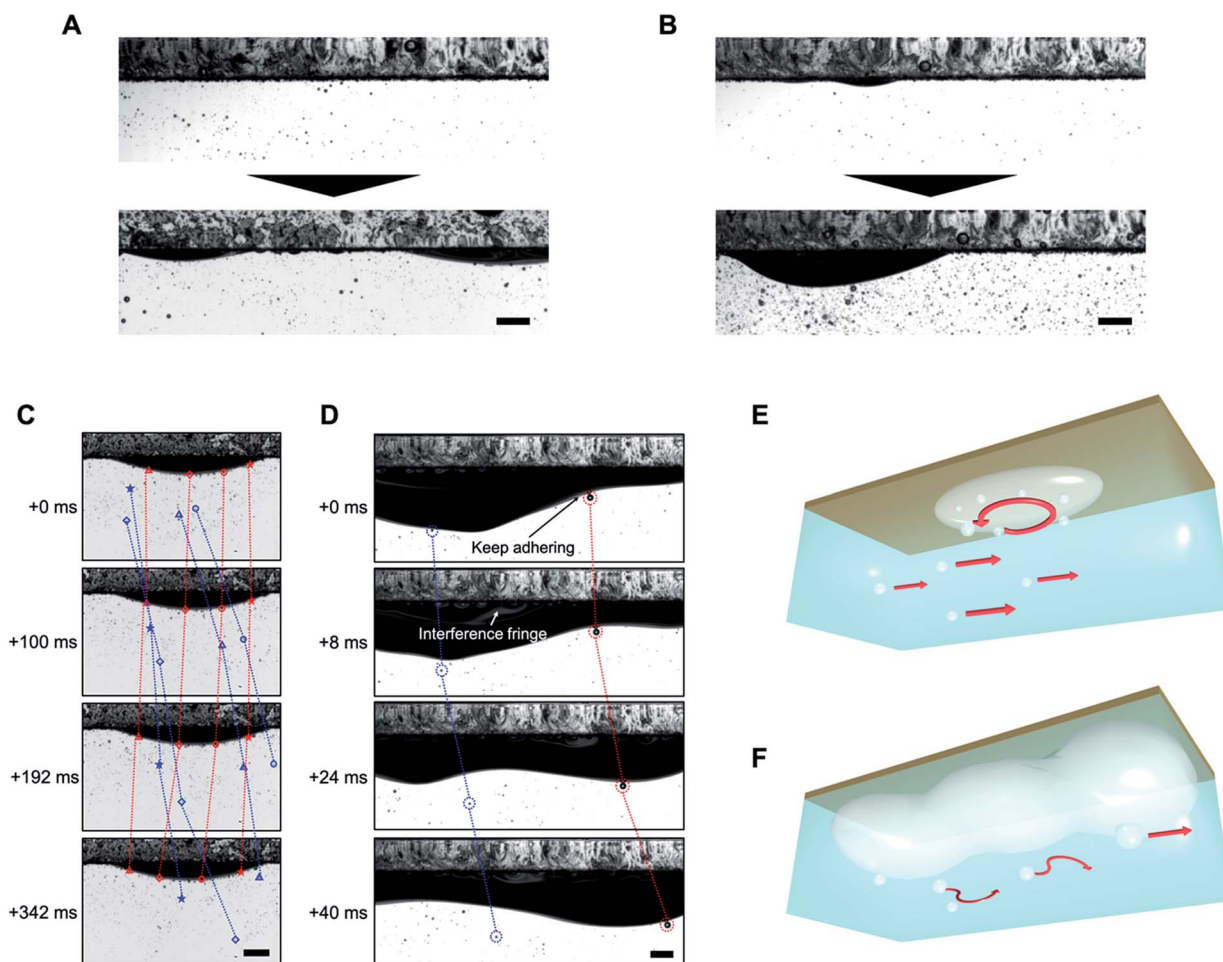 A
B
C
D
E
+0 ms
+0 ms
Keep adhering
+100 ms
+8 ms
Interference fringe
+192 ms
+24 ms
F
+342 ms
+40 ms